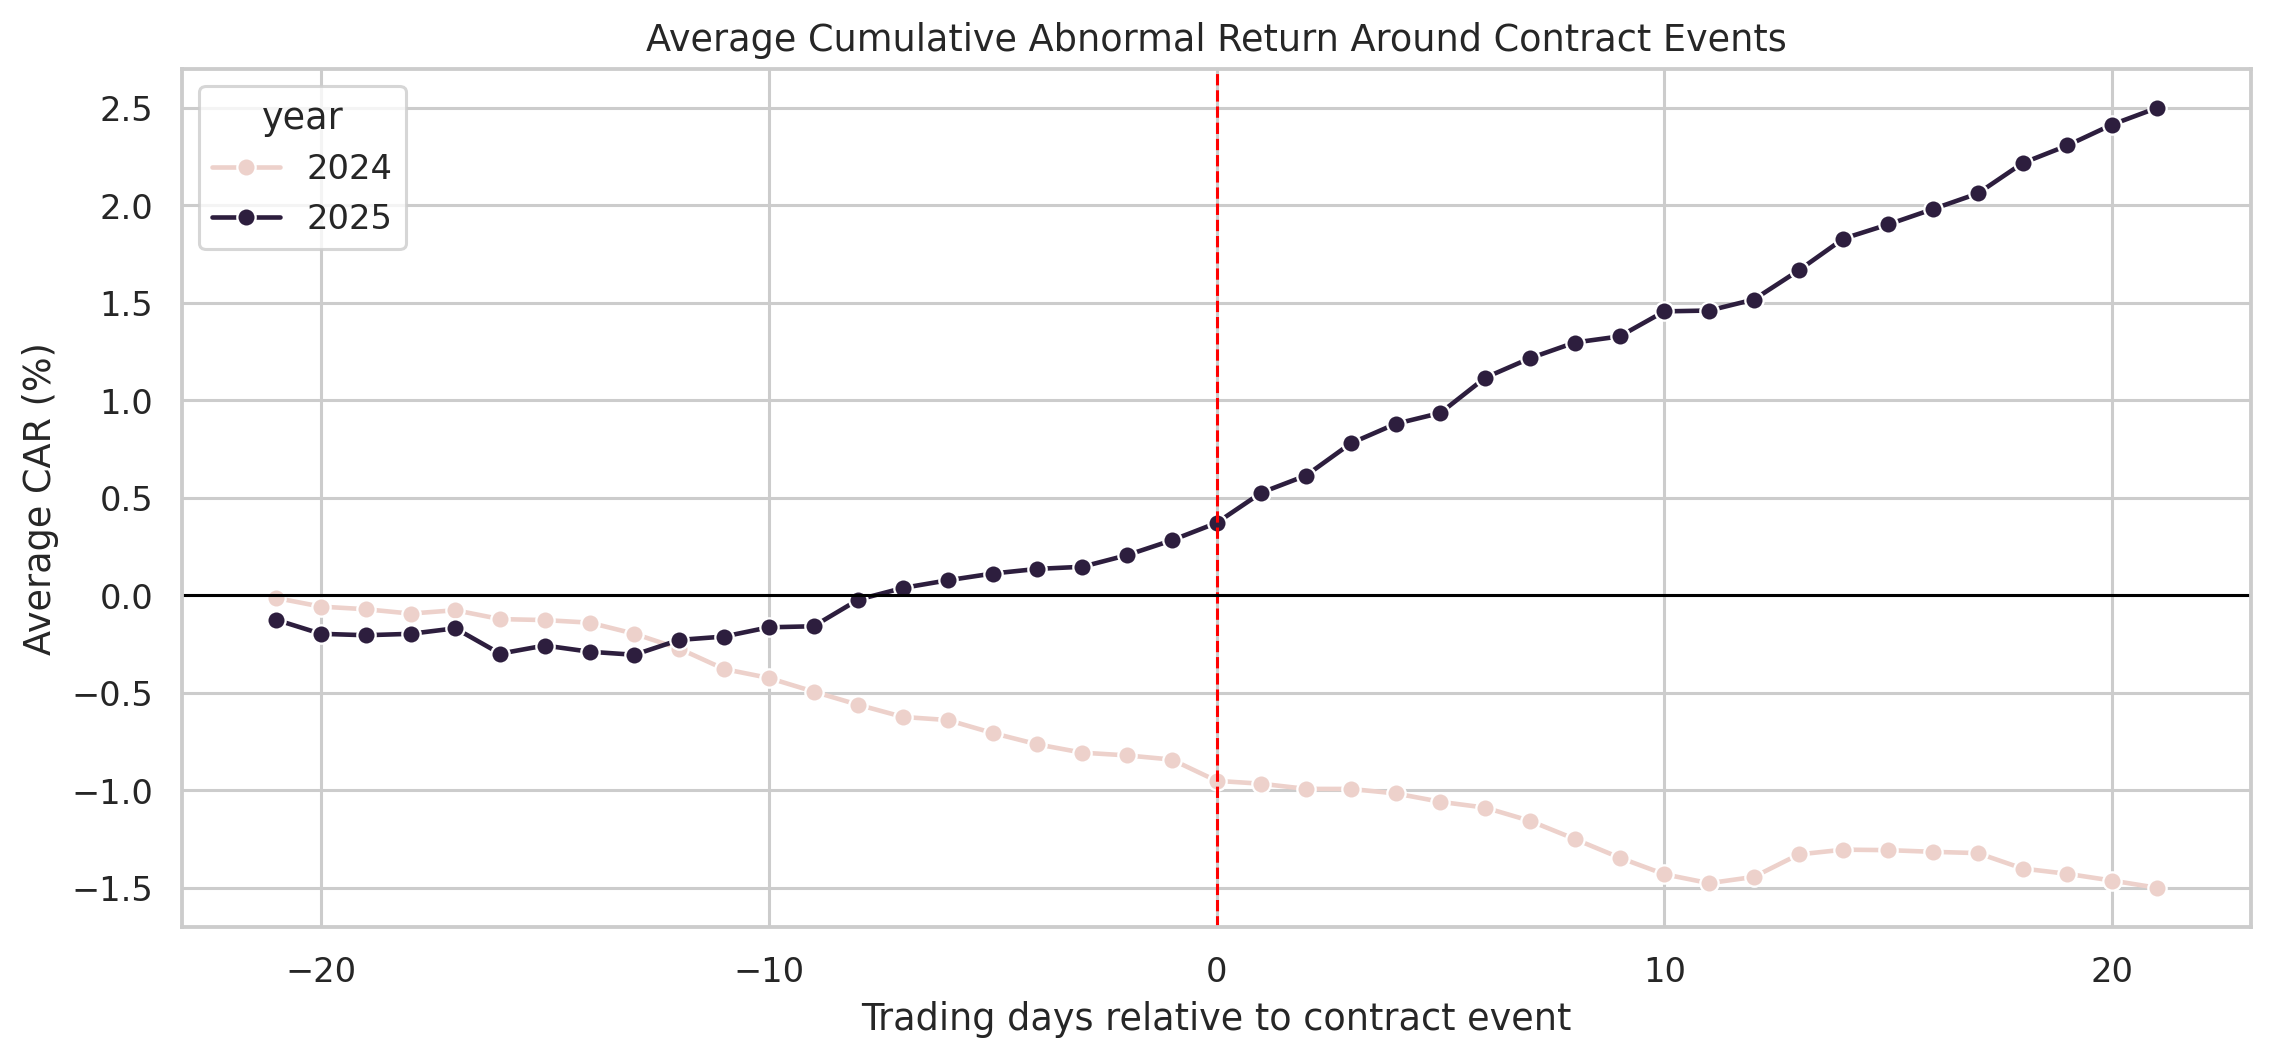 Average Cumulative Abnormal Return Around Contract Events
year
2024
2025
2.5
2.0
1.5
1.0
0.5
0.0
−0.5
−1.0
−1.5
Average CAR (%)
−20 −10 0 10 20
Trading days relative to contract event